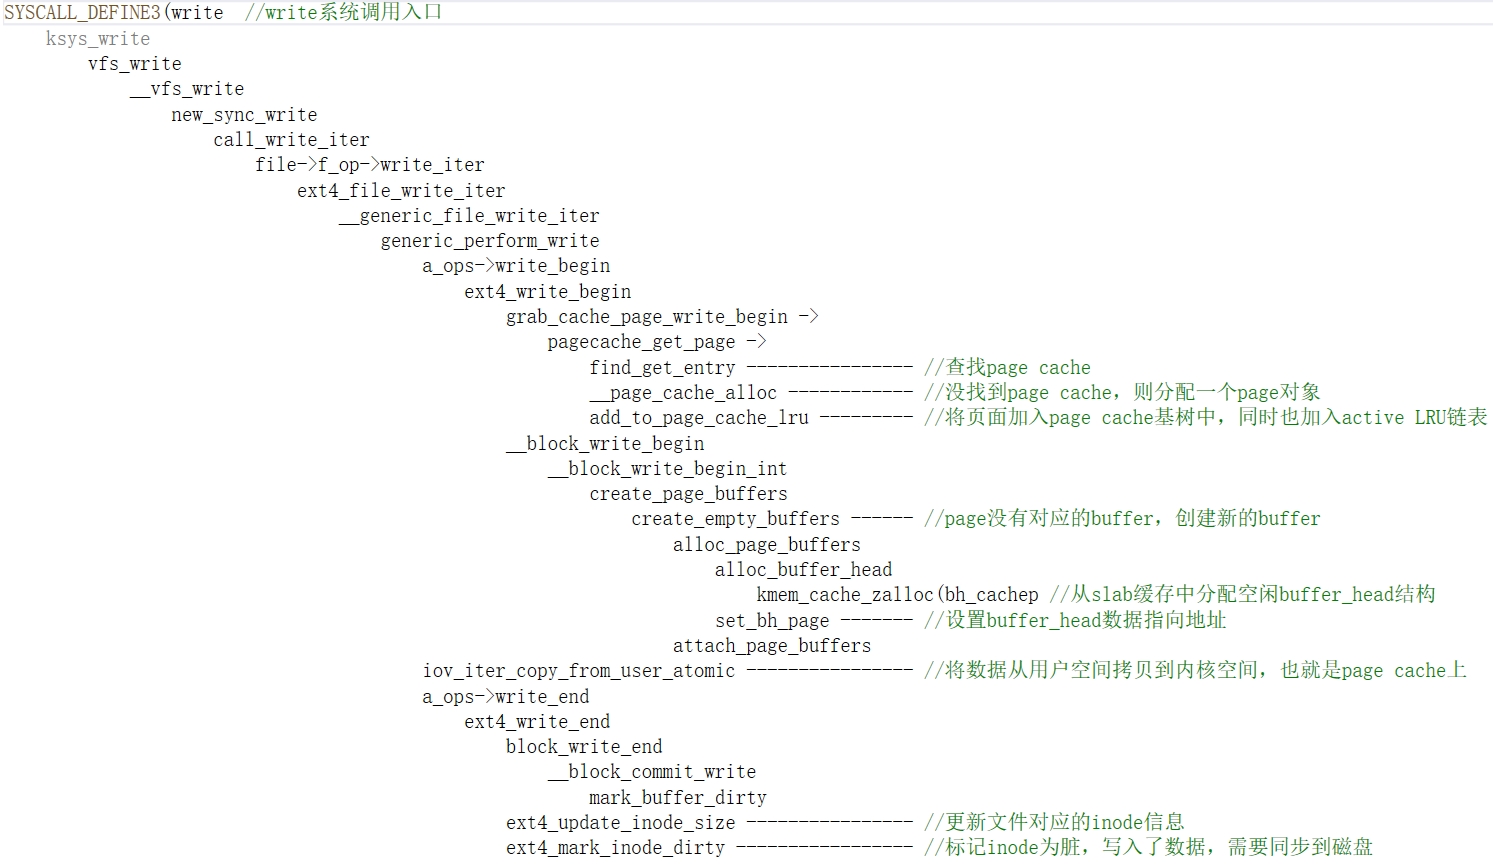 SYSCALL_DEFINE3(write  //write系统调用入口
    ksys_write
        vfs_write
            __vfs_write
                new_sync_write
                    call_write_iter
                        file->f_op->write_iter
                            ext4_file_write_iter
                                __generic_file_write_iter
                                    generic_perform_write
                                        a_ops->write_begin
                                            ext4_write_begin
                                                grab_cache_page_write_begin ->
                                                    pagecache_get_page ->
                                                        find_get_entry ---------------- //查找page cache
                                                        __page_cache_alloc ------------ //没找到page cache，则分配一个page对象
                                                        add_to_page_cache_lru --------- //将页面加入page cache基树中，同时也加入active LRU链表
                                                __block_write_begin
                                                    __block_write_begin_int
                                                        create_page_buffers
                                                            create_empty_buffers ------ //page没有对应的buffer，创建新的buffer
                                                                alloc_page_buffers
                                                                    alloc_buffer_head
                                                                        kmem_cache_zalloc(bh_cachep //从slab缓存中分配空闲buffer_head结构
                                                                    set_bh_page ------- //设置buffer_head数据指向地址
                                                                attach_page_buffers
                                        iov_iter_copy_from_user_atomic ---------------- //将数据从用户空间拷贝到内核空间，也就是page cache上
                                        a_ops->write_end
                                            ext4_write_end
                                                block_write_end
                                                    __block_commit_write
                                                        mark_buffer_dirty
                                                ext4_update_inode_size ---------------- //更新文件对应的inode信息
                                                ext4_mark_inode_dirty ----------------- //标记inode为脏，写入了数据，需要同步到磁盘